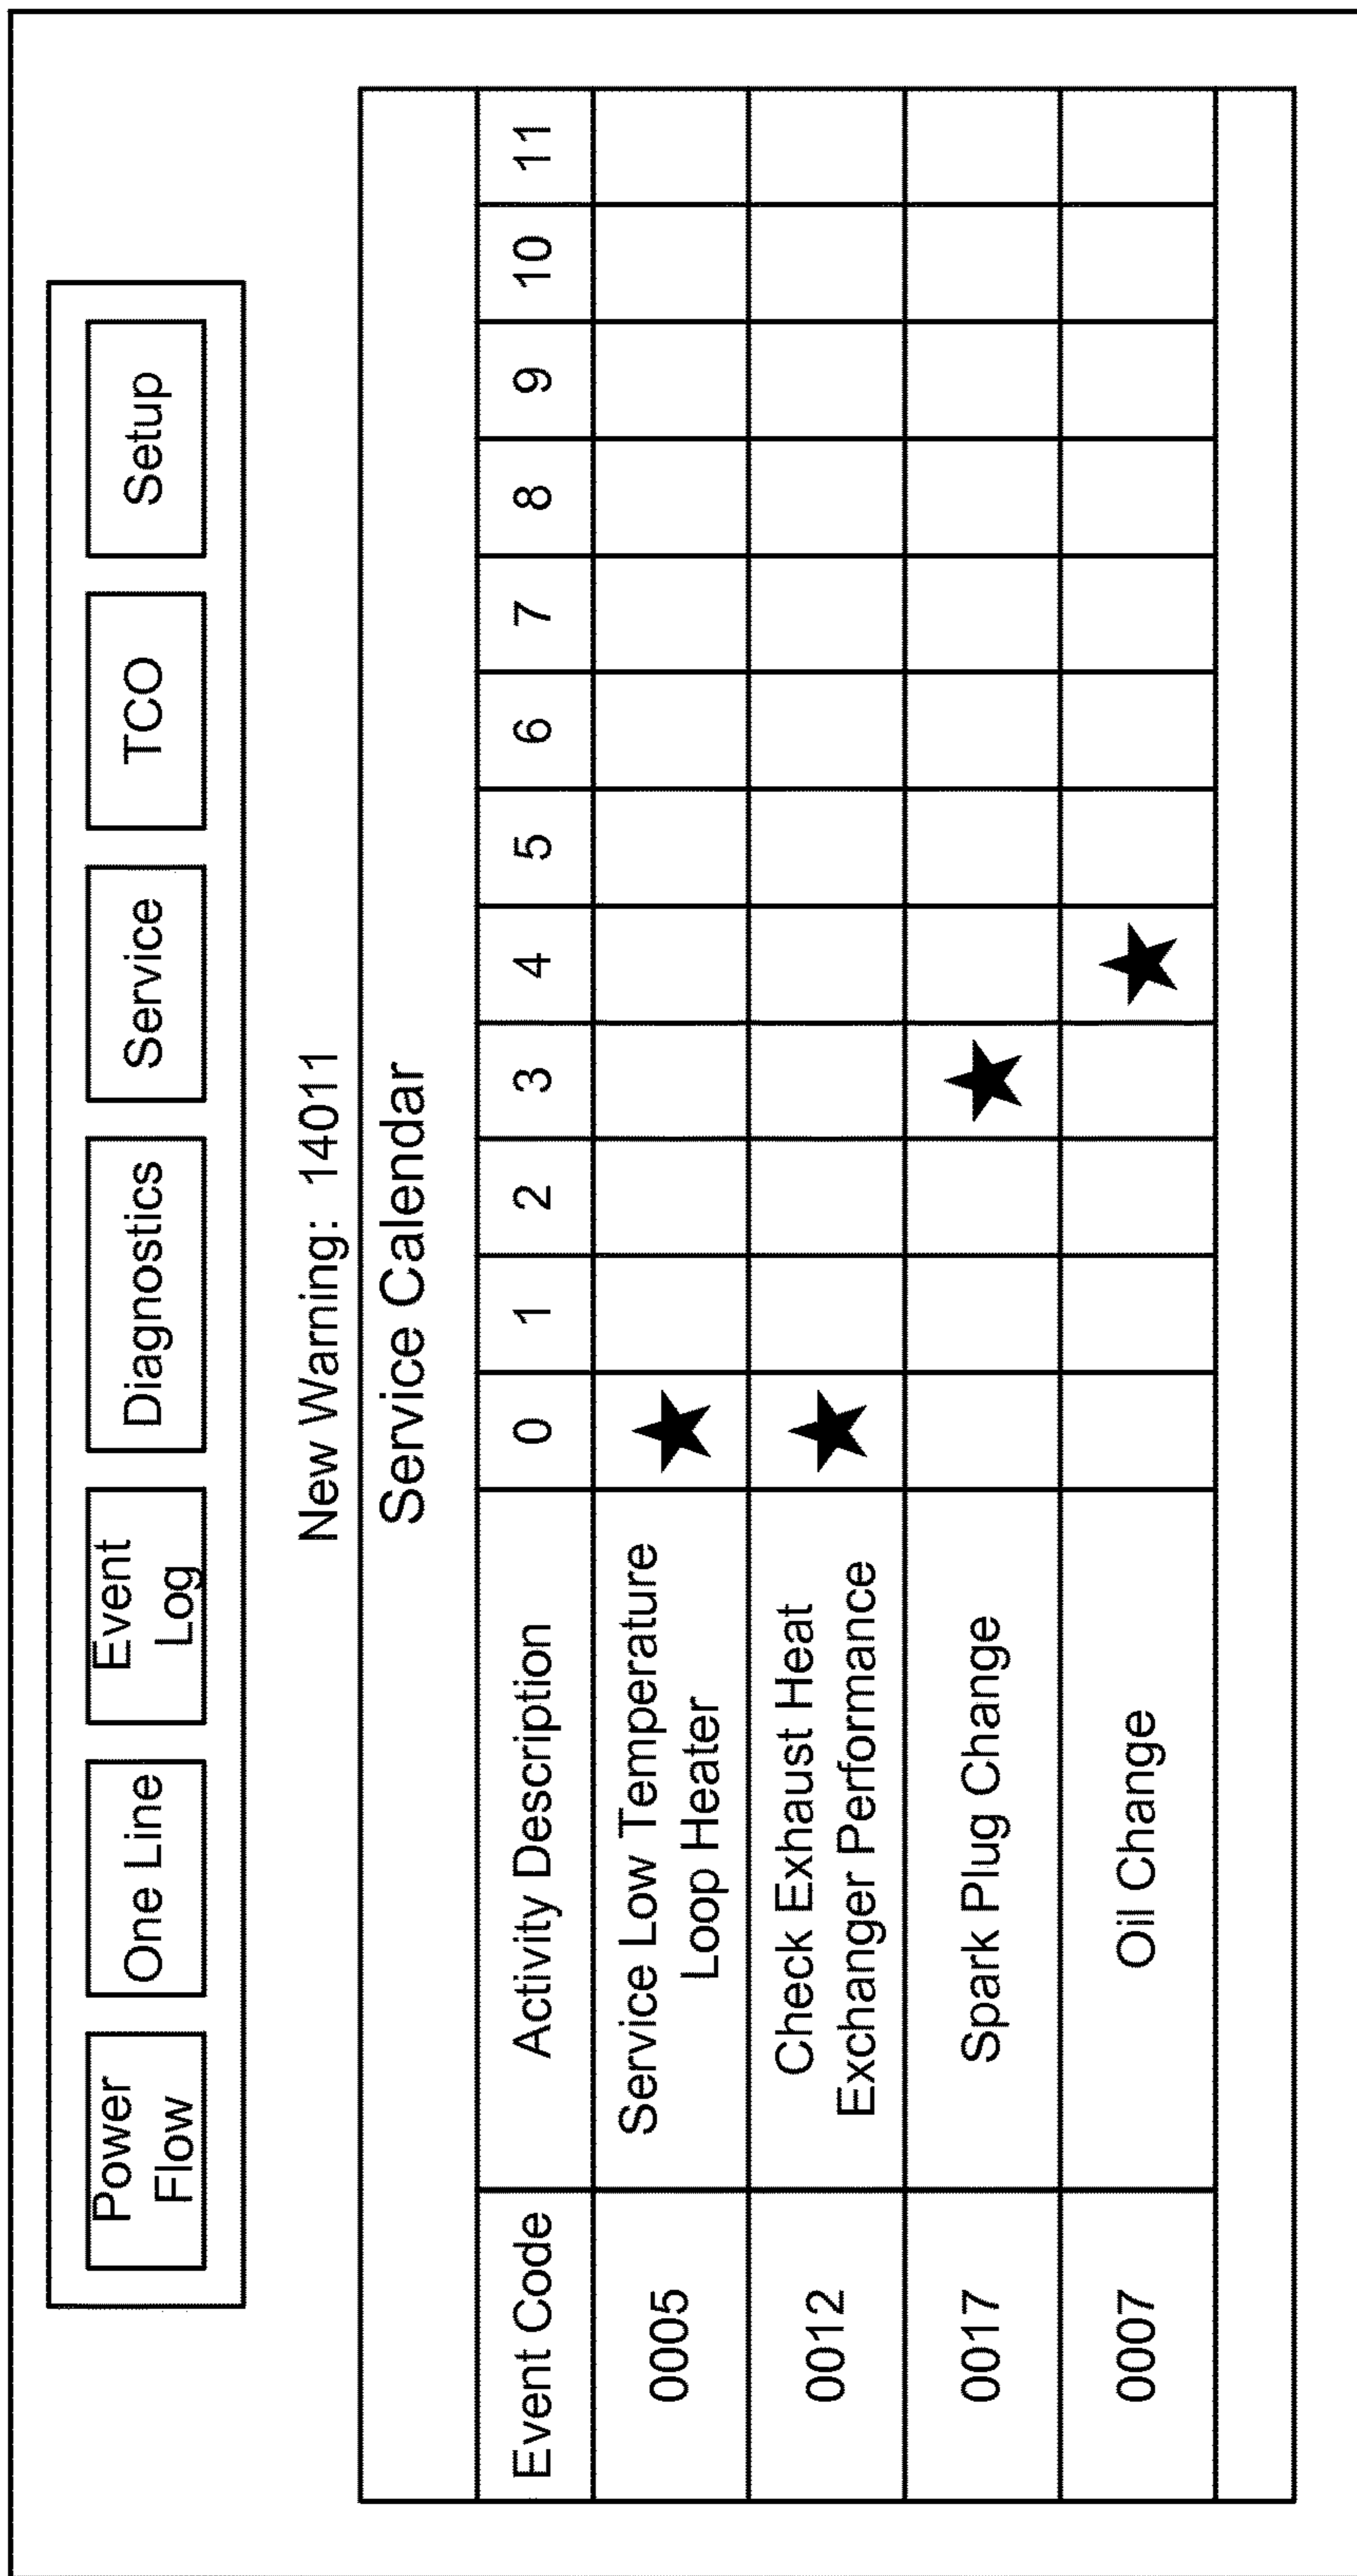 Power
Flow
One Line
Event
Log
Diagnostics
Service
TCO
Setup
New Warning: 14011
Service Calendar
Event Code Activity Description 0 1 2 3 4 5 6 7 8 9 10 11
0005 Service Low Temperature
Loop Heater ★
0012 Check Exhaust Heat
Exchanger Performance ★
0017 Spark Plug Change ★
0007 Oil Change ★